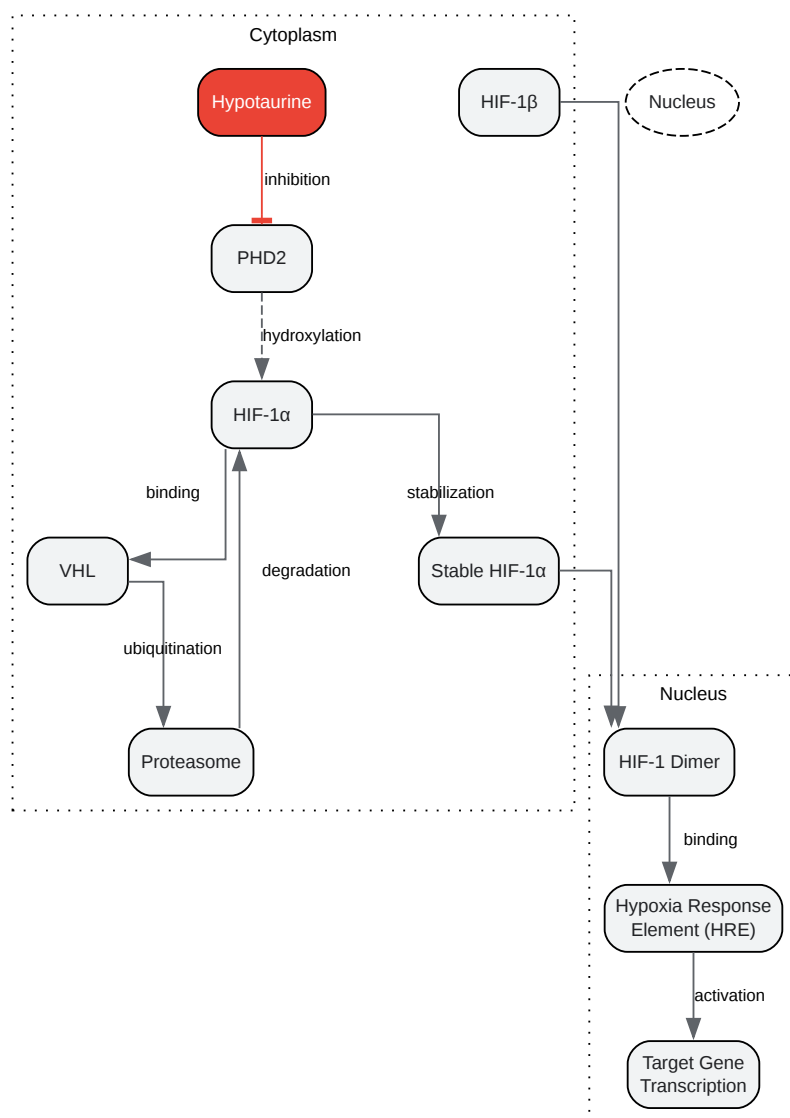 Cytoplasm
Hypotaurine
HIF-1β
Nucleus
inhibition
PHD2
hydroxylation
HIF-1α
binding
stabilization
VHL
degradation
Stable HIF-1α
ubiquitination
Nucleus
Proteasome
HIF-1 Dimer
binding
Hypoxia Response
Element (HRE)
activation
Target Gene
Transcription